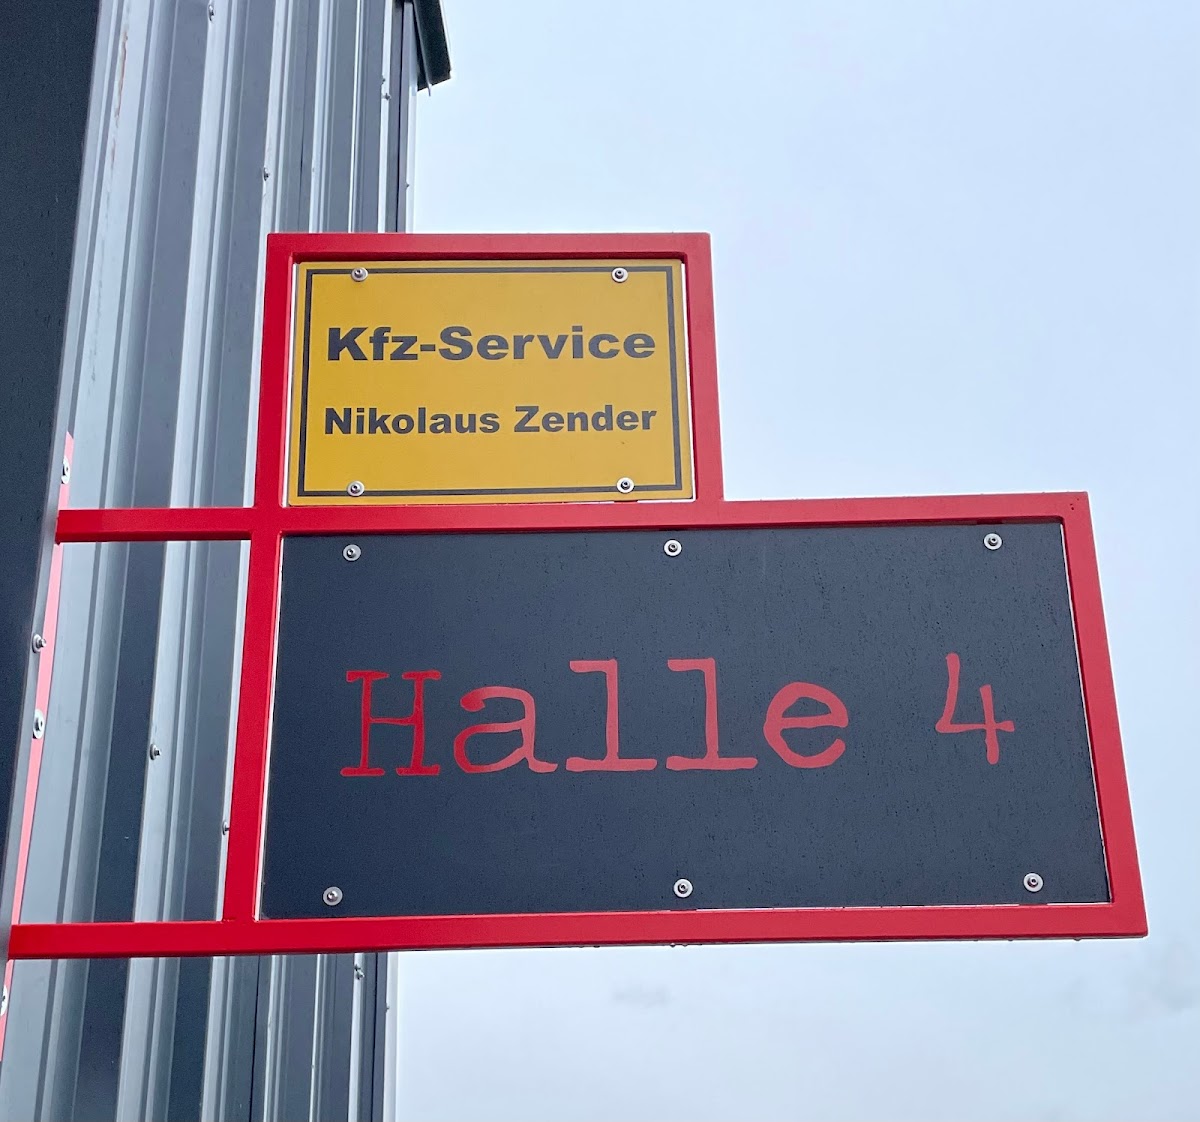 Kfz-Service
Nikolaus Zender
Halle 4